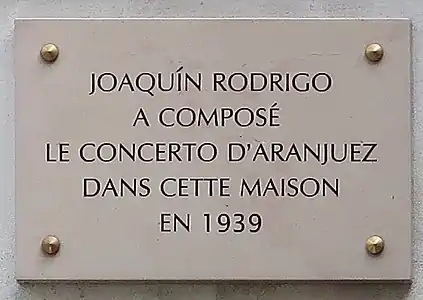 JOAQUÍN RODRIGO
A COMPOSÉ
LE CONCERTO D'ARANJUEZ
DANS CETTE MAISON
EN 1939